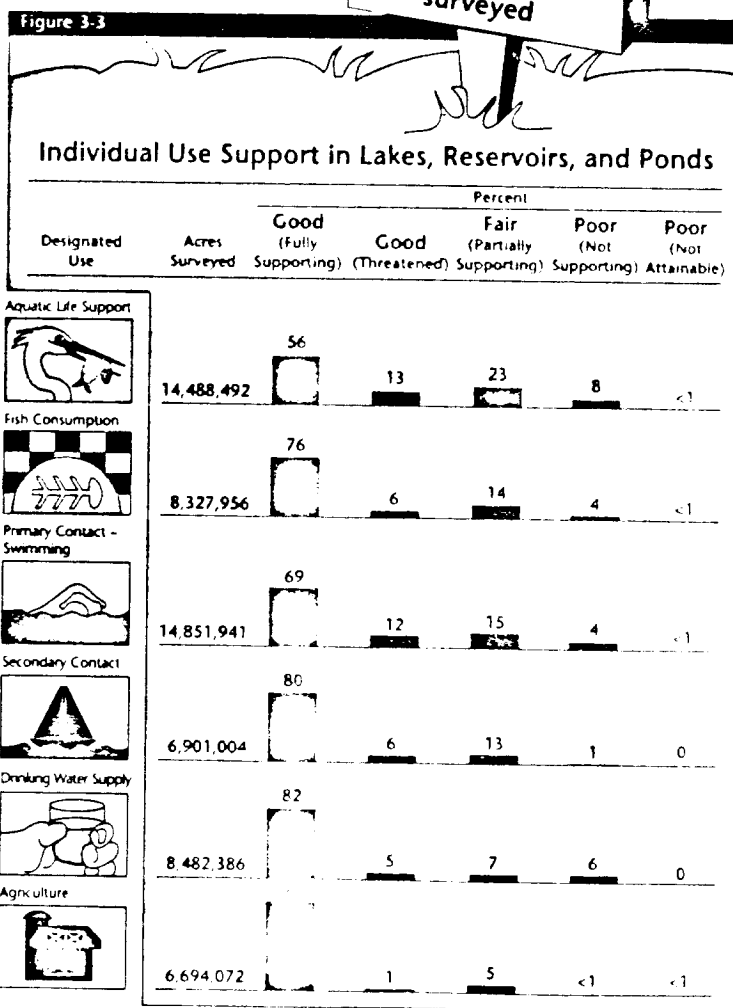 surveyed
Figure 3-3
Individual Use Support in Lakes, Reservoirs, and Ponds
Percent
Designated Use
Acres Surveyed
Good (Fully Supporting)
Good (Threatened)
Fair (Partially Supporting)
Poor (Not Supporting)
Poor (Not Attainable)
Aquatic Life Support
14,488,492 56 13 23 8 <1
Fish Consumption
8,327,956 76 6 14 4 <1
Primary Contact –
Swimming
14,851,941 69 12 15 4 <1
Secondary Contact
6,901,004 80 6 13 1 0
Drinking Water Supply
8,482,386 82 5 7 6 0
Agriculture
6,694,072 1 5 <1 <1